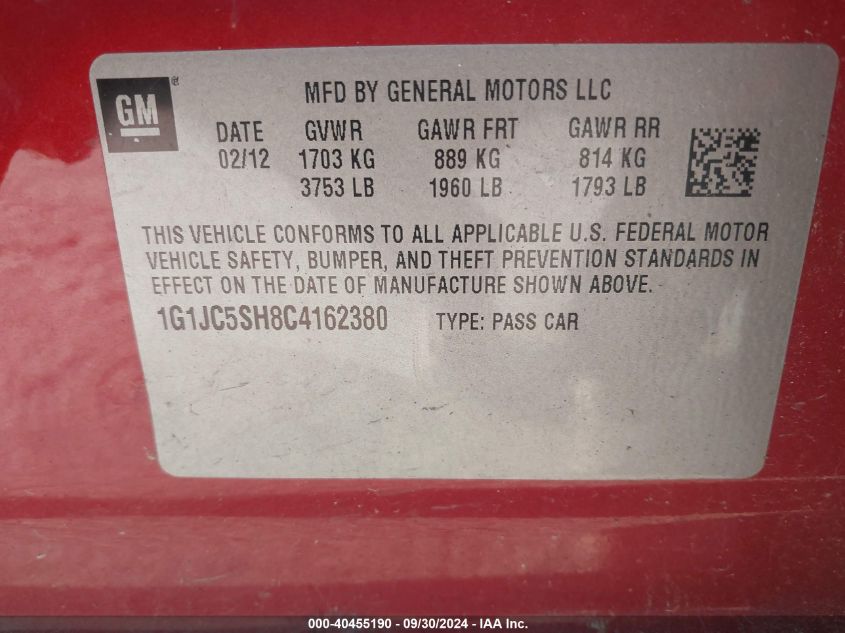 GM ®
MFD BY GENERAL MOTORS LLC
DATE GVWR GAWR FRT GAWR RR
02/12 1703 KG 889 KG 814 KG
3753 LB 1960 LB 1793 LB
THIS VEHICLE CONFORMS TO ALL APPLICABLE U.S. FEDERAL MOTOR
VEHICLE SAFETY, BUMPER, AND THEFT PREVENTION STANDARDS IN
EFFECT ON THE DATE OF MANUFACTURE SHOWN ABOVE.
1G1JC5SH8C4162380 TYPE: PASS CAR
000-40455190 - 09/30/2024 - IAA Inc.